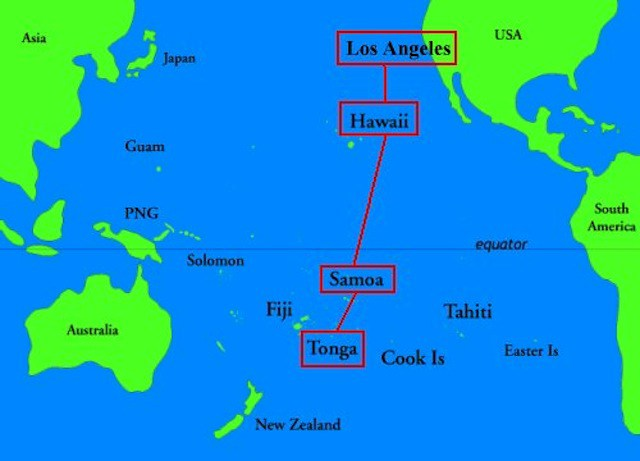 Asia
USA
Los Angeles
Japan
Hawaii
Guam
PNG
South
America
equator
Solomon
Samoa
Fiji
Tahiti
Australia
Tonga
Cook Is
Easter Is
New Zealand